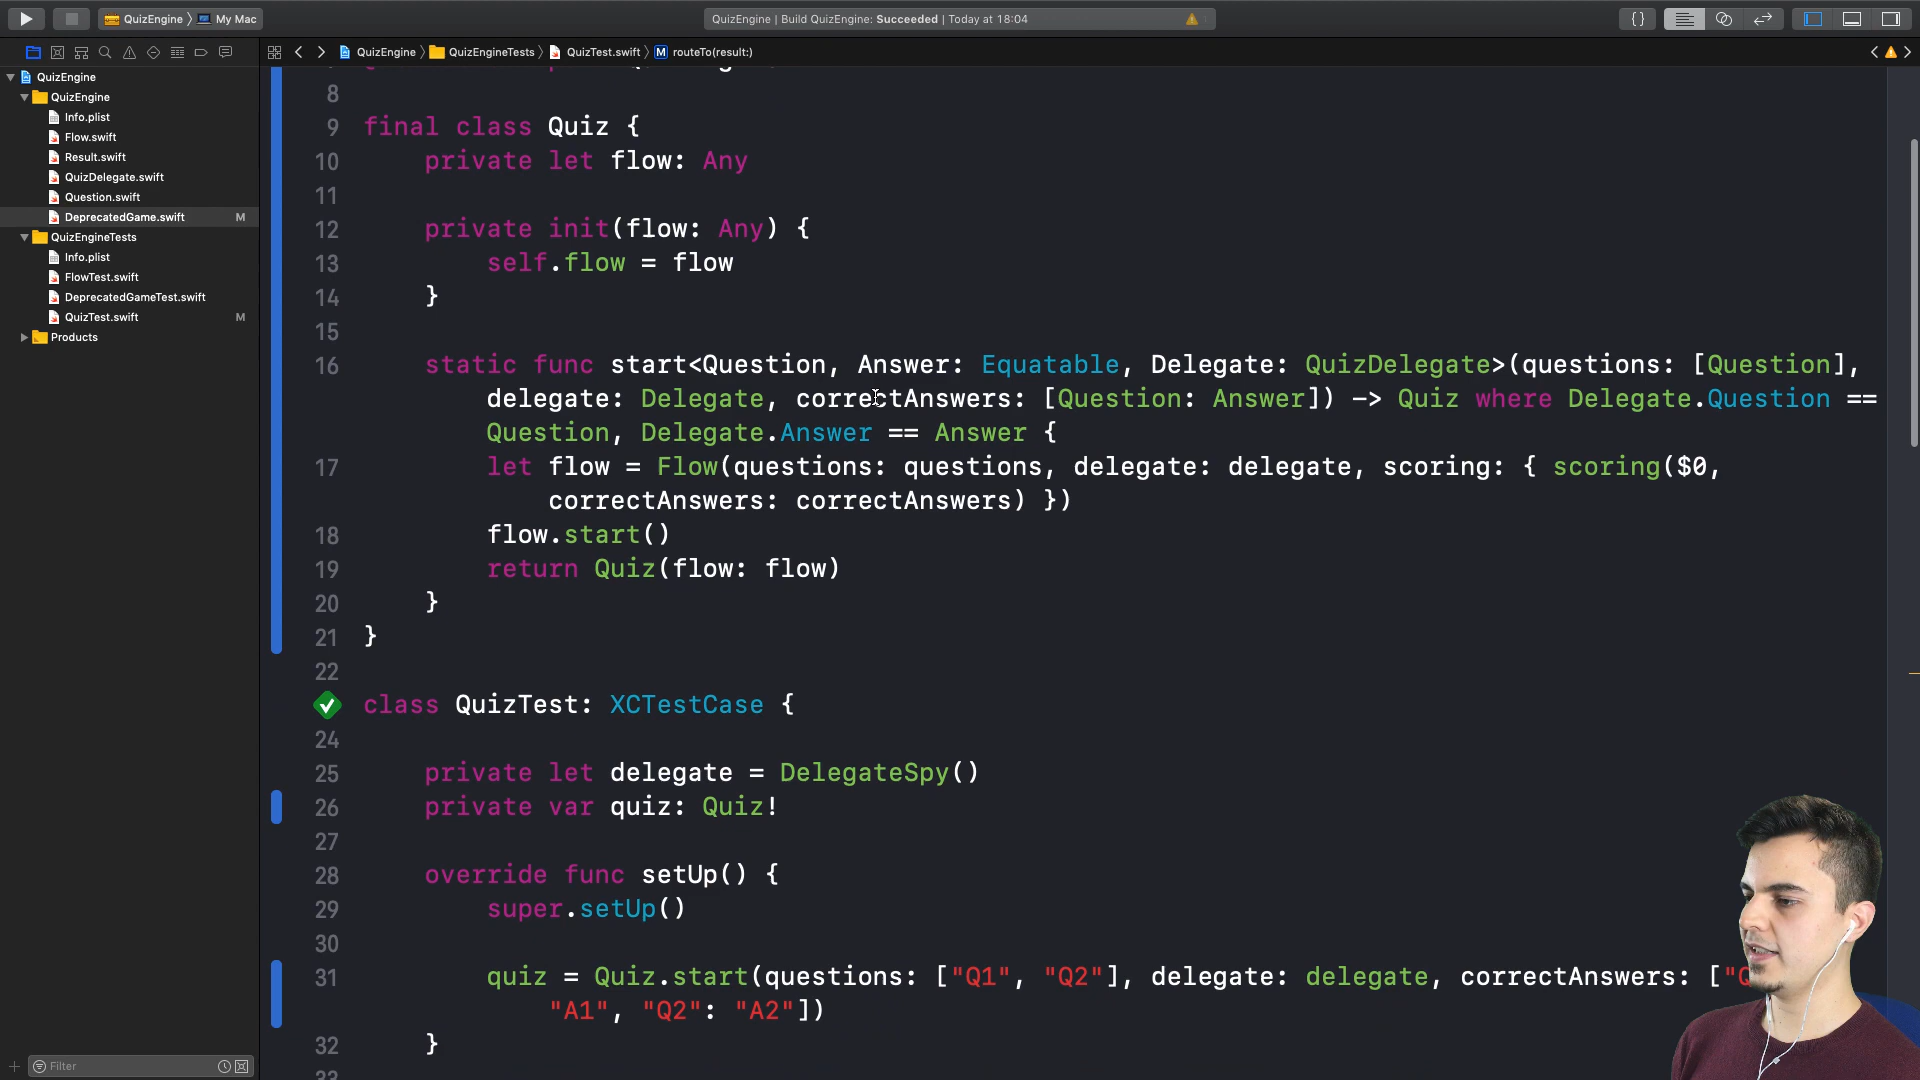 QuizEngine 〉 My Mac
QuizEngine | Build QuizEngine: Succeeded | Today at 18:04
QuizEngine 〉 QuizEngineTests 〉 QuizTest.swift 〉 M routeTo(result:)
QuizEngine
QuizEngine
Info.plist
Flow.swift
Result.swift
QuizDelegate.swift
Question.swift
DeprecatedGame.swift M
QuizEngineTests
Info.plist
FlowTest.swift
DeprecatedGameTest.swift
QuizTest.swift M
Products
Filter
8
9 final class Quiz {
10 private let flow: Any
11
12 private init(flow: Any) {
13 self.flow = flow
14 }
15
16 static func start<Question, Answer: Equatable, Delegate: QuizDelegate>(questions: [Question],
delegate: Delegate, correctAnswers: [Question: Answer]) -> Quiz where Delegate.Question ==
Question, Delegate.Answer == Answer {
17 let flow = Flow(questions: questions, delegate: delegate, scoring: { scoring($0,
correctAnswers: correctAnswers) })
18 flow.start()
19 return Quiz(flow: flow)
20 }
21 }
22
class QuizTest: XCTestCase {
24
25 private let delegate = DelegateSpy()
26 private var quiz: Quiz!
27
28 override func setUp() {
29 super.setUp()
30
31 quiz = Quiz.start(questions: ["Q1", "Q2"], delegate: delegate, correctAnswers: ["Q
"A1", "Q2": "A2"])
32 }